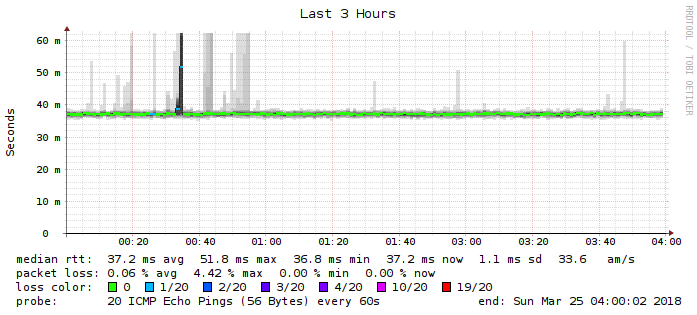 Last 3 Hours
RRDTOOL / TOBI OETIKER
Seconds
60 m
50 m
40 m
30 m
20 m
10 m
0
00:20 00:40 01:00 01:20 01:40 02:00 02:20 02:40 03:00 03:20 03:40 04:00
median rtt: 37.2 ms avg 51.8 ms max 36.8 ms min 37.2 ms now 1.1 ms sd 33.6 am/s
packet loss: 0.06 % avg 4.42 % max 0.00 % min 0.00 % now
loss color: 0 1/20 2/20 3/20 4/20 10/20 19/20
probe: 20 ICMP Echo Pings (56 Bytes) every 60s end: Sun Mar 25 04:00:02 2018